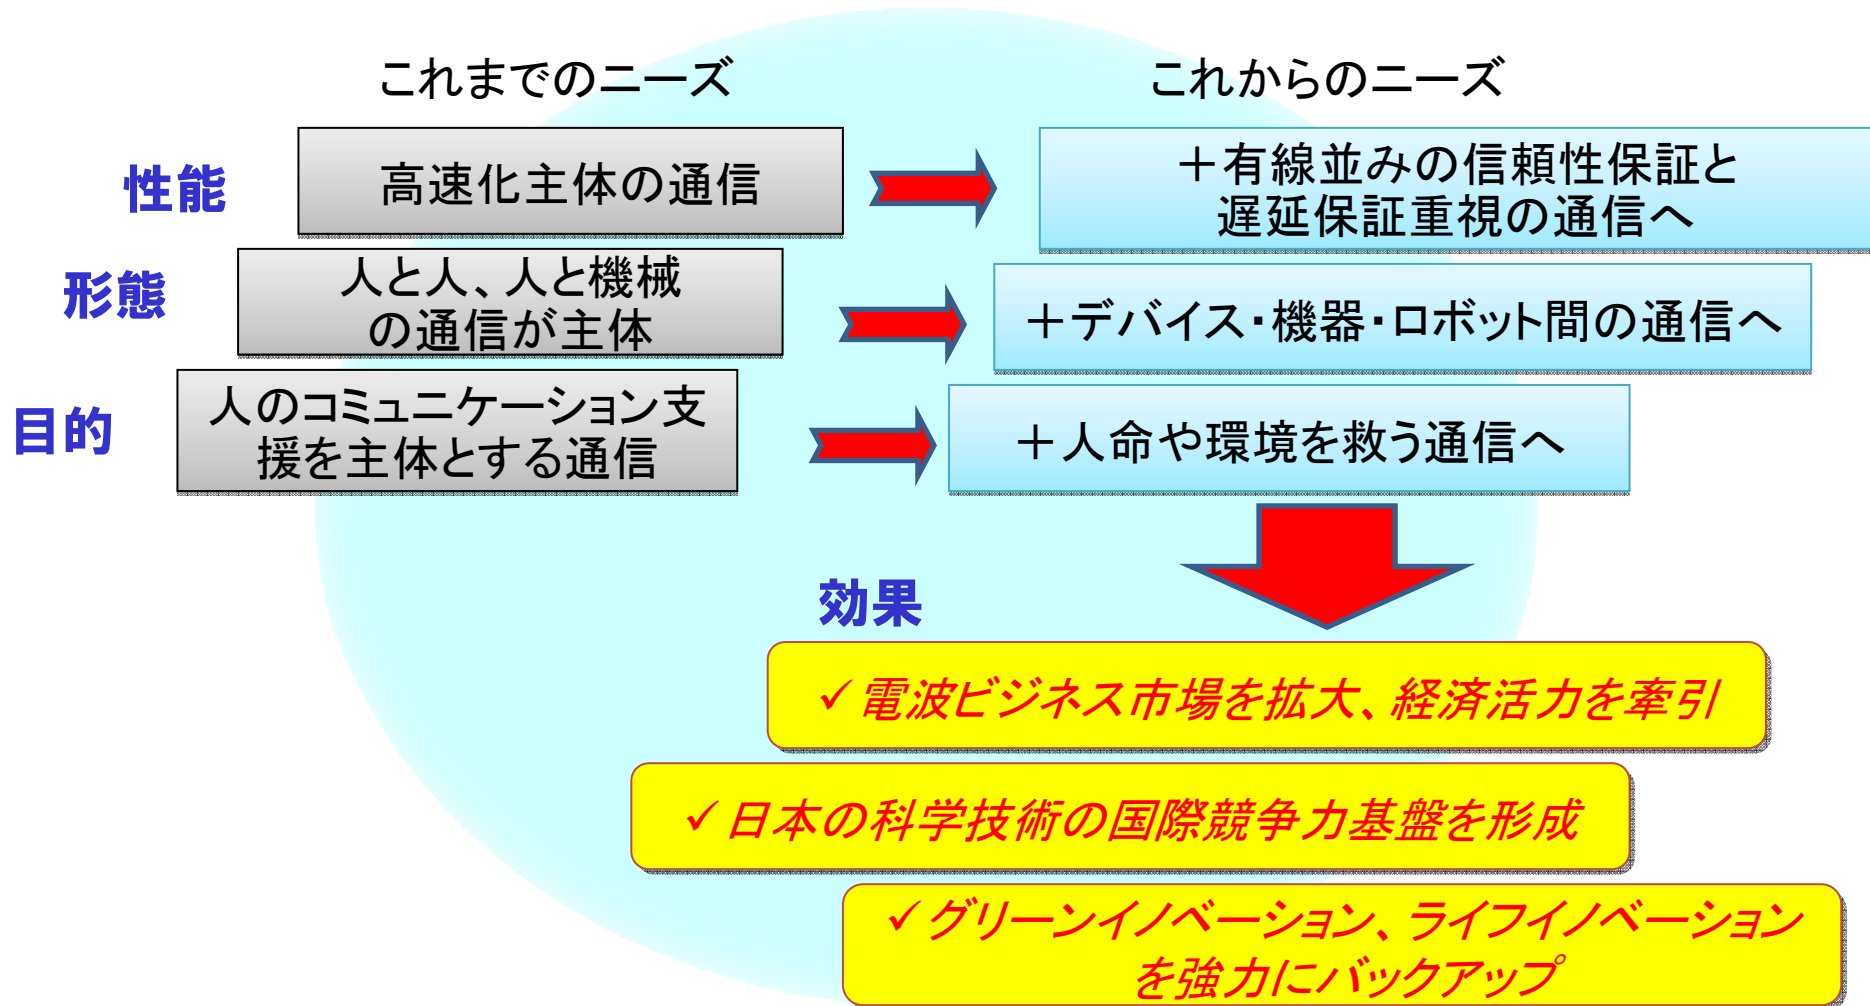 これまでのニーズ
これからのニーズ
性能
高速化主体の通信
＋有線並みの信頼性保証と
遅延保証重視の通信へ
形態
人と人、人と機械
の通信が主体
＋デバイス・機器・ロボット間の通信へ
目的
人のコミュニケーション支
援を主体とする通信
＋人命や環境を救う通信へ
効果
✓電波ビジネス市場を拡大、経済活力を牽引
✓日本の科学技術の国際競争力基盤を形成
✓グリーンイノベーション、ライフイノベーション
を強力にバックアップ